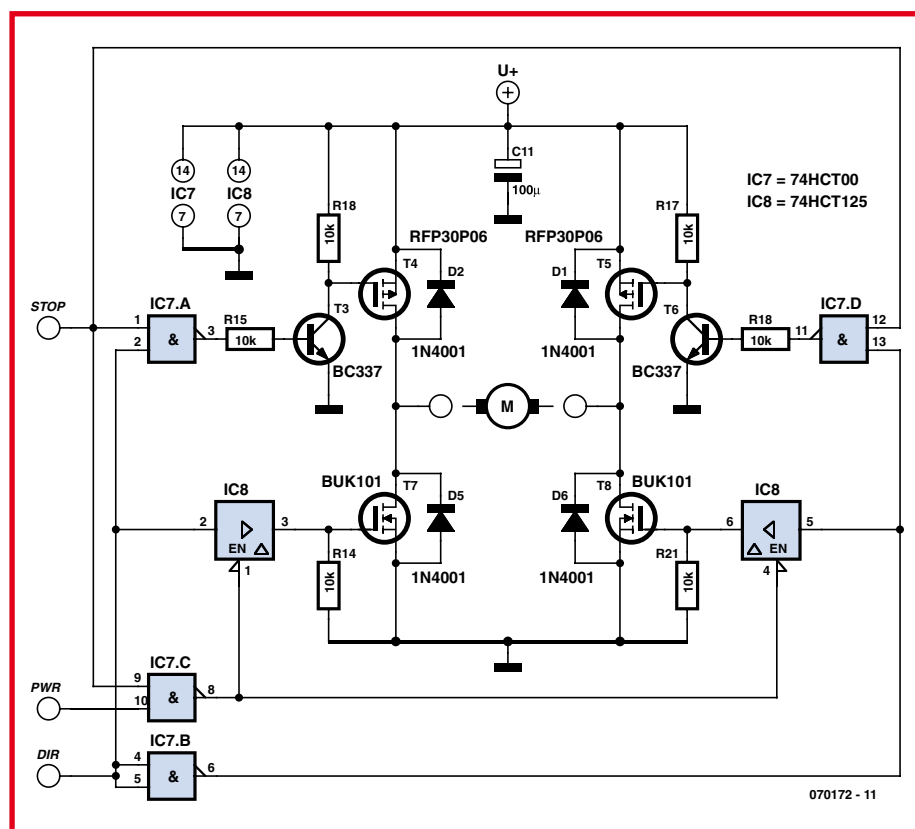 U+
14
14
IC7
IC8
7
7
C11
100µ
IC7 = 74HCT00
IC8 = 74HCT125
R18
10k
R17
10k
RFP30P06
RFP30P06
T4
D2
D1
T5
STOP
IC7.A
1
2
&
3
R15
10k
T3
BC337
1N4001
1N4001
T6
BC337
R18
10k
11
IC7.D
&
12
13
M
BUK101
BUK101
IC8
2
EN
3
1
T7
D5
R14
10k
1N4001
D6
T8
1N4001
R21
10k
IC8
6
EN
5
4
IC7.C
PWR
9
10
&
8
IC7.B
DIR
4
5
&
6
070172 - 11